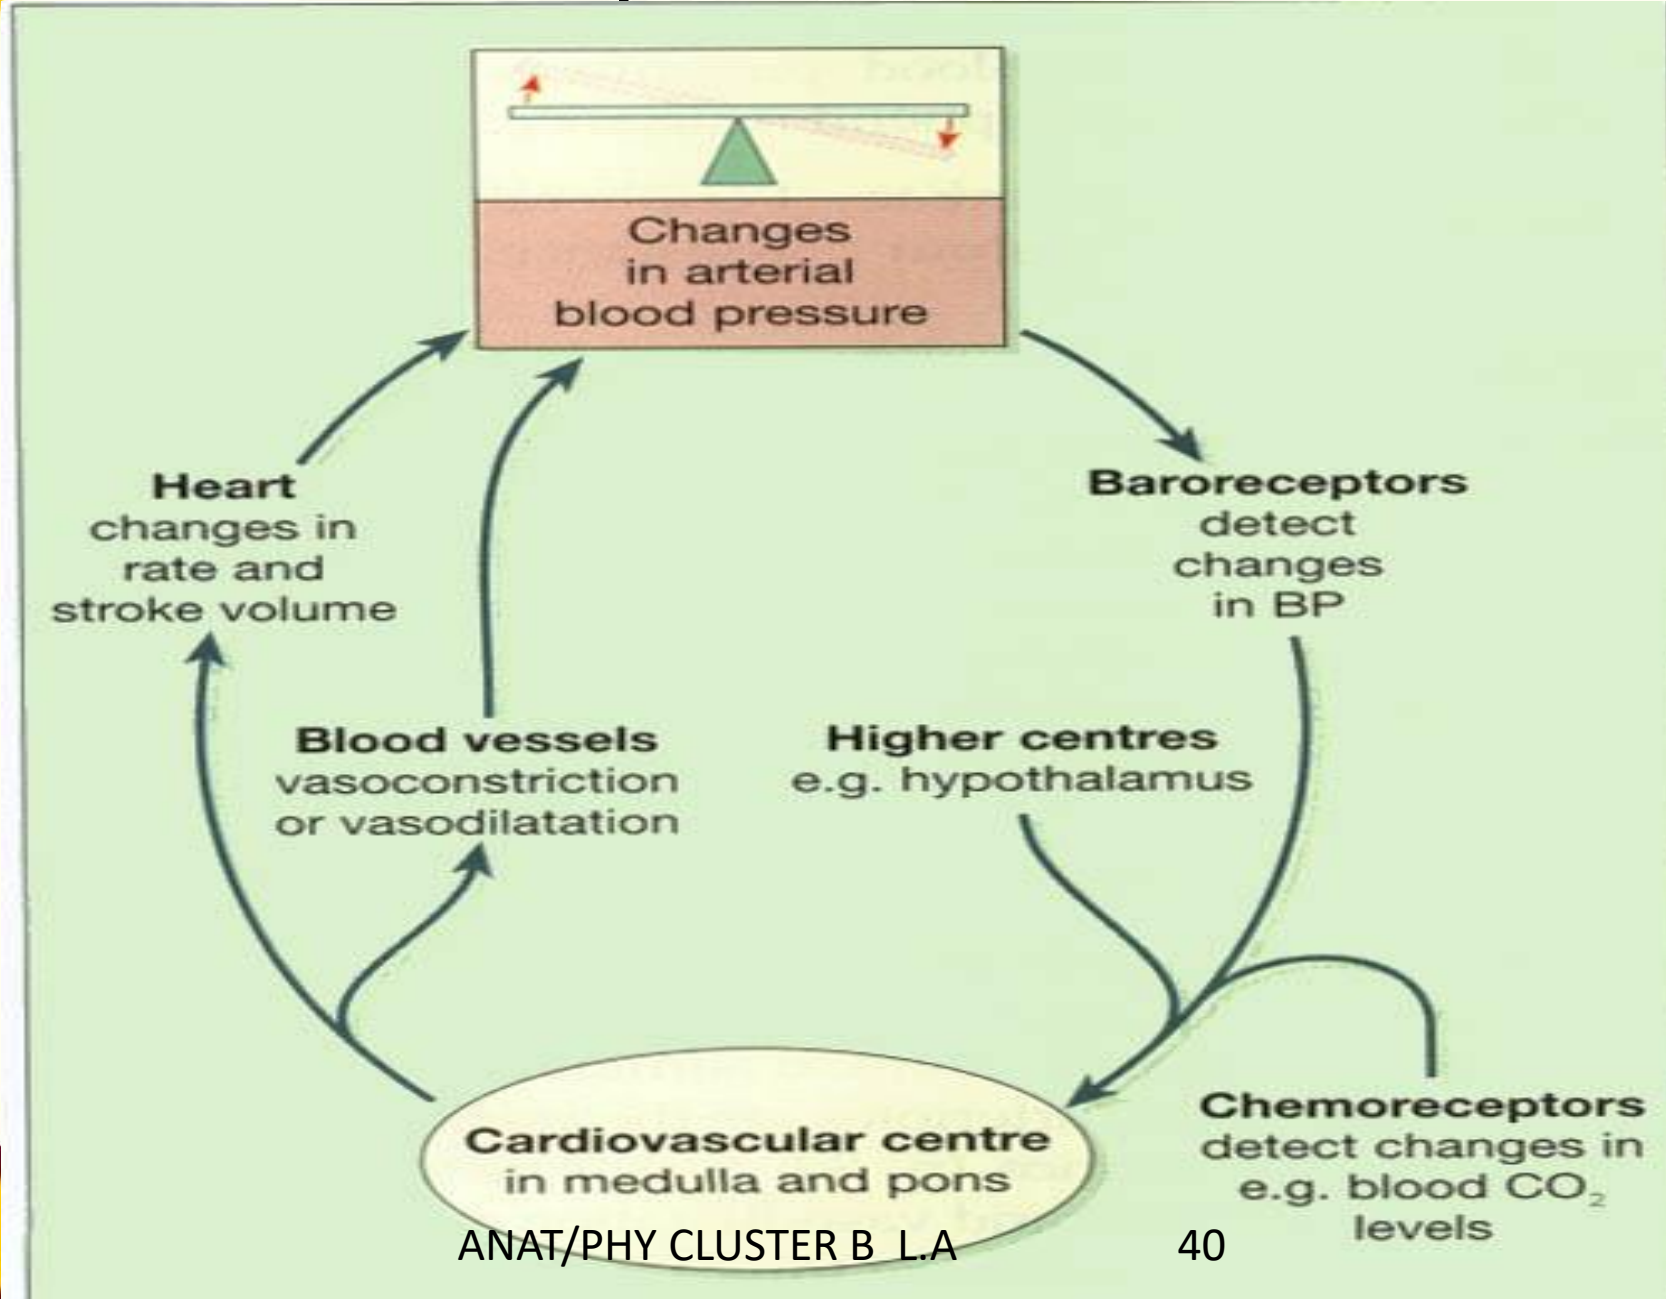 Changes
in arterial
blood pressure
Heart
changes in
rate and
stroke volume
Baroreceptors
detect
changes
in BP
Blood vessels
vasoconstriction
or vasodilatation
Higher centres
e.g. hypothalamus
Cardiovascular centre
in medulla and pons
Chemoreceptors
detect changes in
e.g. blood CO₂
levels
ANAT/PHY CLUSTER B L.A
40